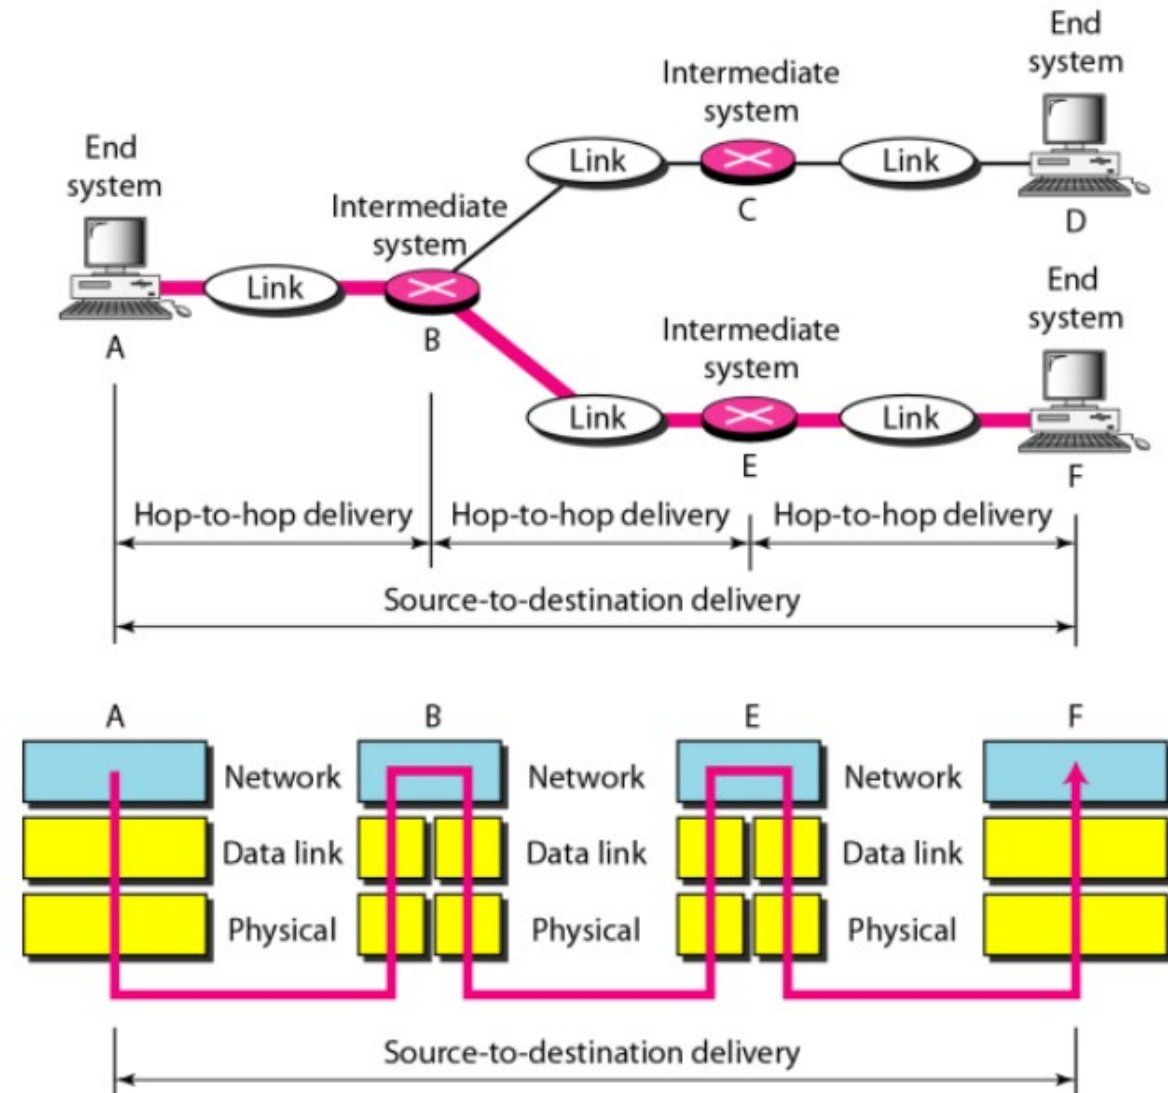 End
system
Intermediate
system
Link
C
Link
D
End
system
A
Link
Intermediate
system
B
End
system
Intermediate
system
Link
E
Link
F
Hop-to-hop delivery
Hop-to-hop delivery
Hop-to-hop delivery
Source-to-destination delivery
A
B
E
F
Network
Network
Network
Data link
Data link
Data link
Physical
Physical
Physical
Source-to-destination delivery